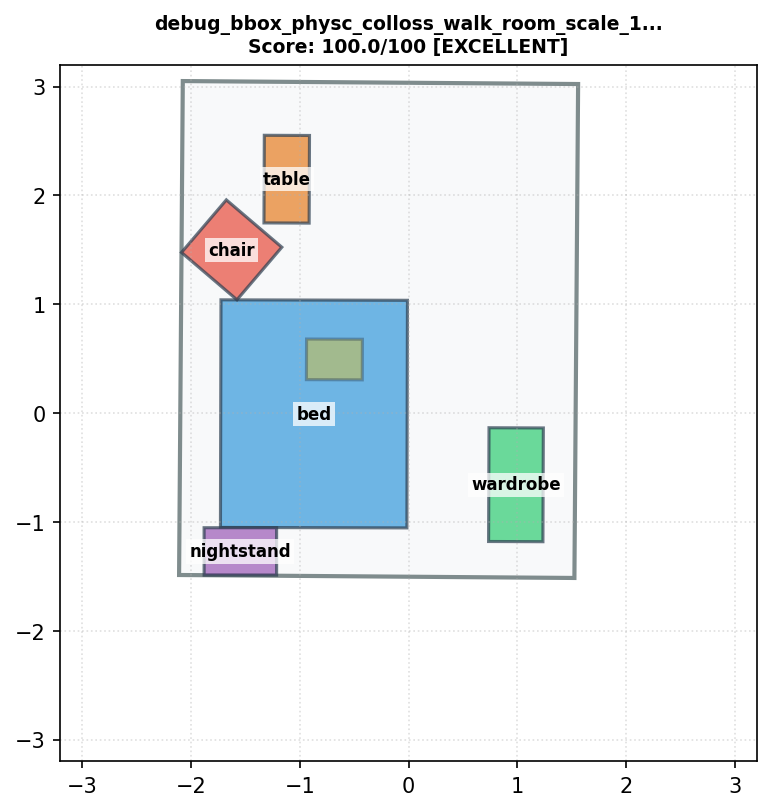 debug_bbox_physc_colloss_walk_room_scale_1...
Score: 100.0/100 [EXCELLENT]
3
2
1
0
−1
−2
−3
table
chair
bed
wardrobe
nightstand
−3 −2 −1 0 1 2 3